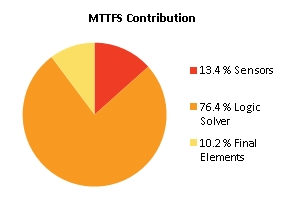 MTTFS Contribution
13.4 % Sensors
76.4 % Logic
Solver
10.2 % Final
Elements